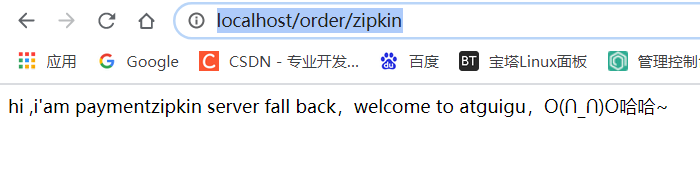 localhost/order/zipkin
应用 Google CSDN - 专业开发... 百度 BT 宝塔Linux面板 管理控制台
hi ,i'am paymentzipkin server fall back，welcome to atguigu，O(∩_∩)O哈哈~